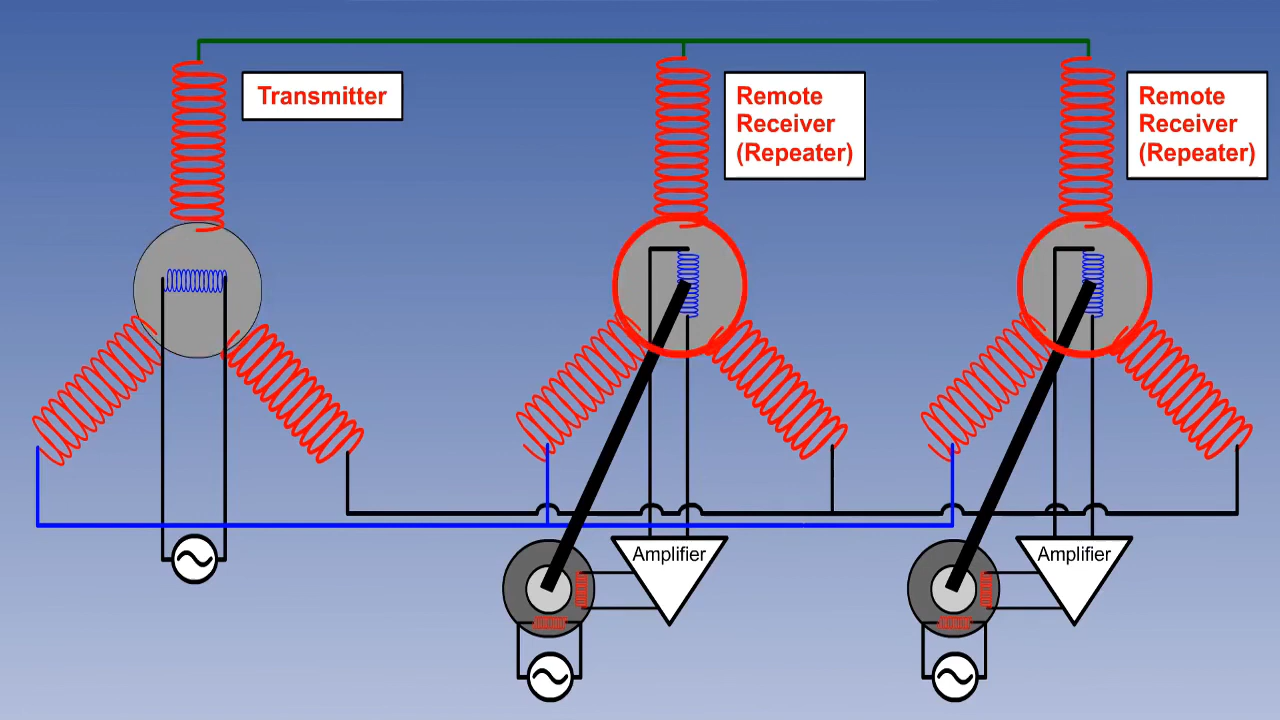 Transmitter
Remote
Receiver
(Repeater)
Remote
Receiver
(Repeater)
Amplifier
Amplifier